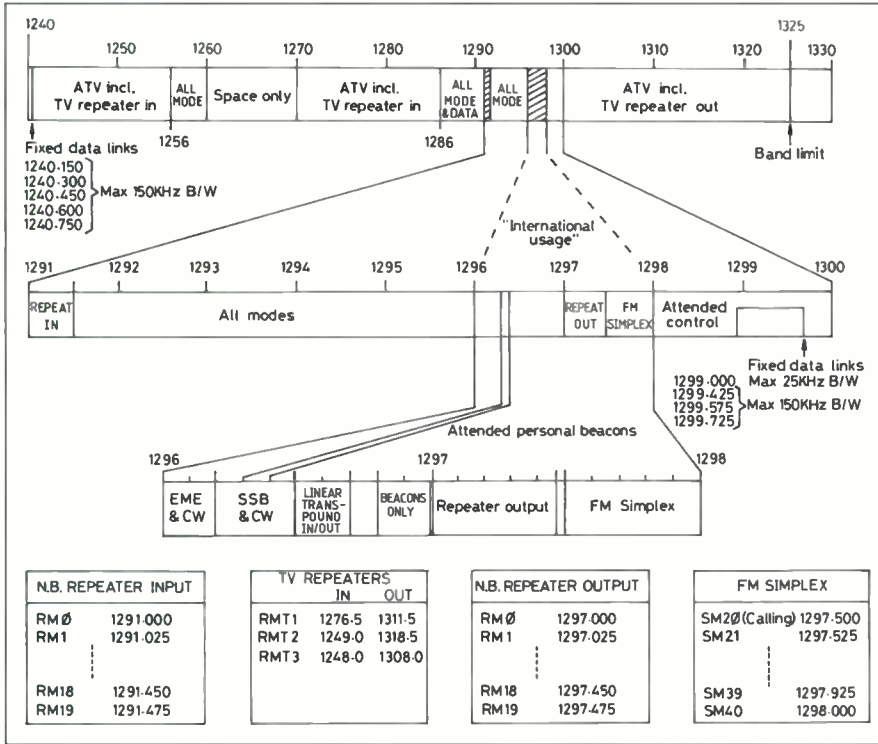 1240 1325
1250 1260 1270 1280 1290 1300 1310 1320 1330
ATV incl.
TV repeater in
ALL
MODE
Space only
ATV incl.
TV repeater in
ALL
MODE
& DATA
ALL
MODE
ATV incl.
TV repeater out
1256
1286
Fixed data links
1240·150
1240·300
1240·450
1240·600
1240·750
Max 150KHz B/W
Band limit
"International
usage"
1291 1292 1293 1294 1295 1296 1297 1298 1299 1300
REPEAT
IN
All modes
REPEAT
OUT
FM
SIMPLEX
Attended
control
Fixed data links
1299·000 Max 25KHz B/W
1299·425
1299·575
1299·725
Max 150KHz B/W
Attended personal beacons
1296 1297 1298
EME
& CW
SSB
& CW
LINEAR
TRANS-
POUND
IN/OUT
BEACONS
ONLY
Repeater output
FM Simplex
N.B. REPEATER INPUT
RMØ 1291·000
RM1 1291·025
RM18 1291·450
RM19 1291·475
TV REPEATERS
IN OUT
RMT1 1276·5 1311·5
RMT2 1249·0 1318·5
RMT3 1248·0 1308·0
N.B. REPEATER OUTPUT
RMØ 1297·000
RM1 1297·025
RM18 1297·450
RM19 1297·475
FM SIMPLEX
SM2Ø (Calling) 1297·500
SM21 1297·525
SM39 1297·925
SM40 1298·000